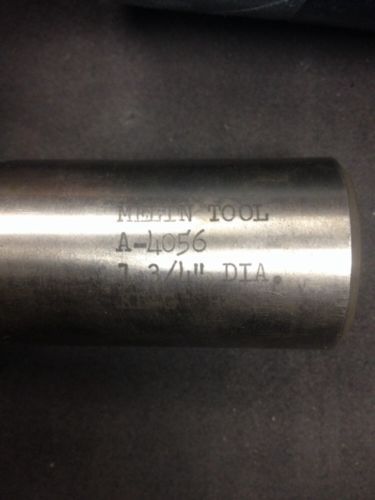 MELIN TOOL
A-4056
1 3/4" DIA.